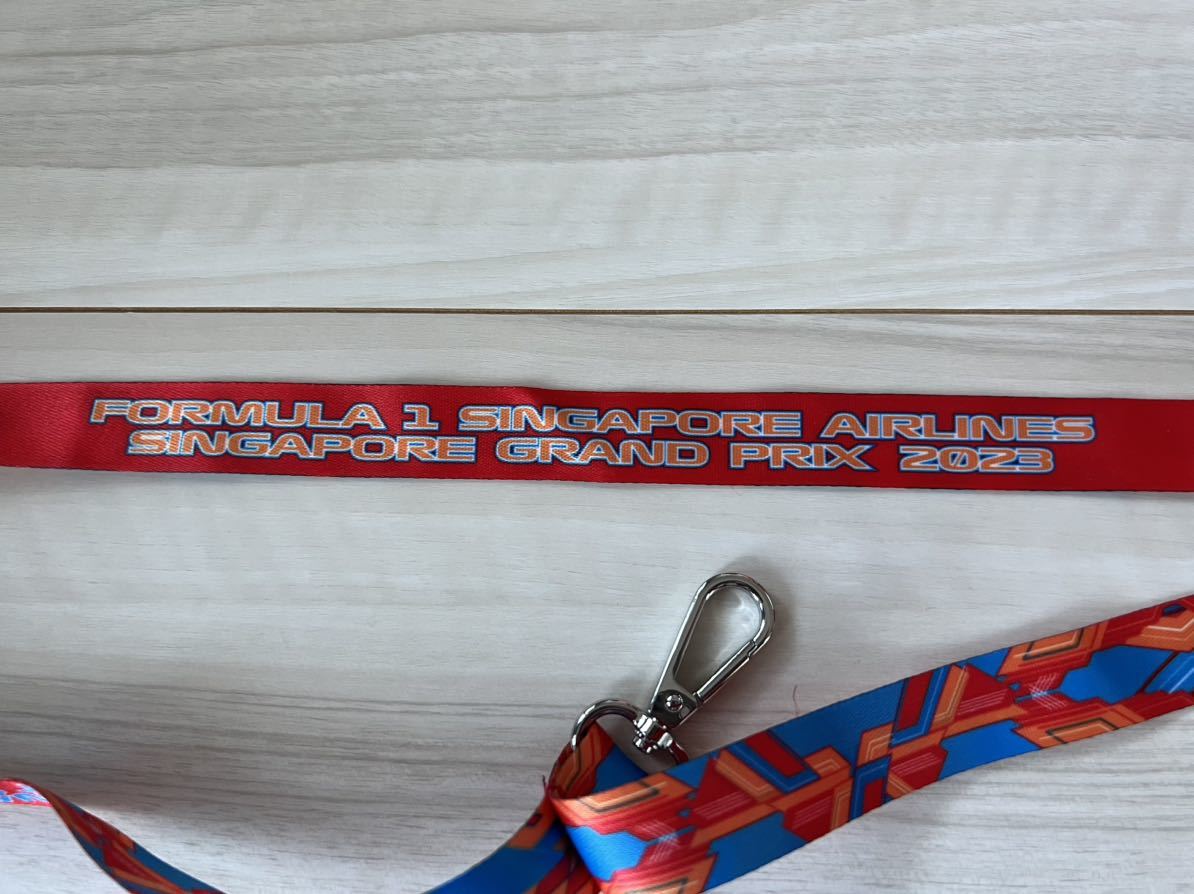 FORMULA 1 SINGAPORE AIRLINES
SINGAPORE GRAND PRIX 2023